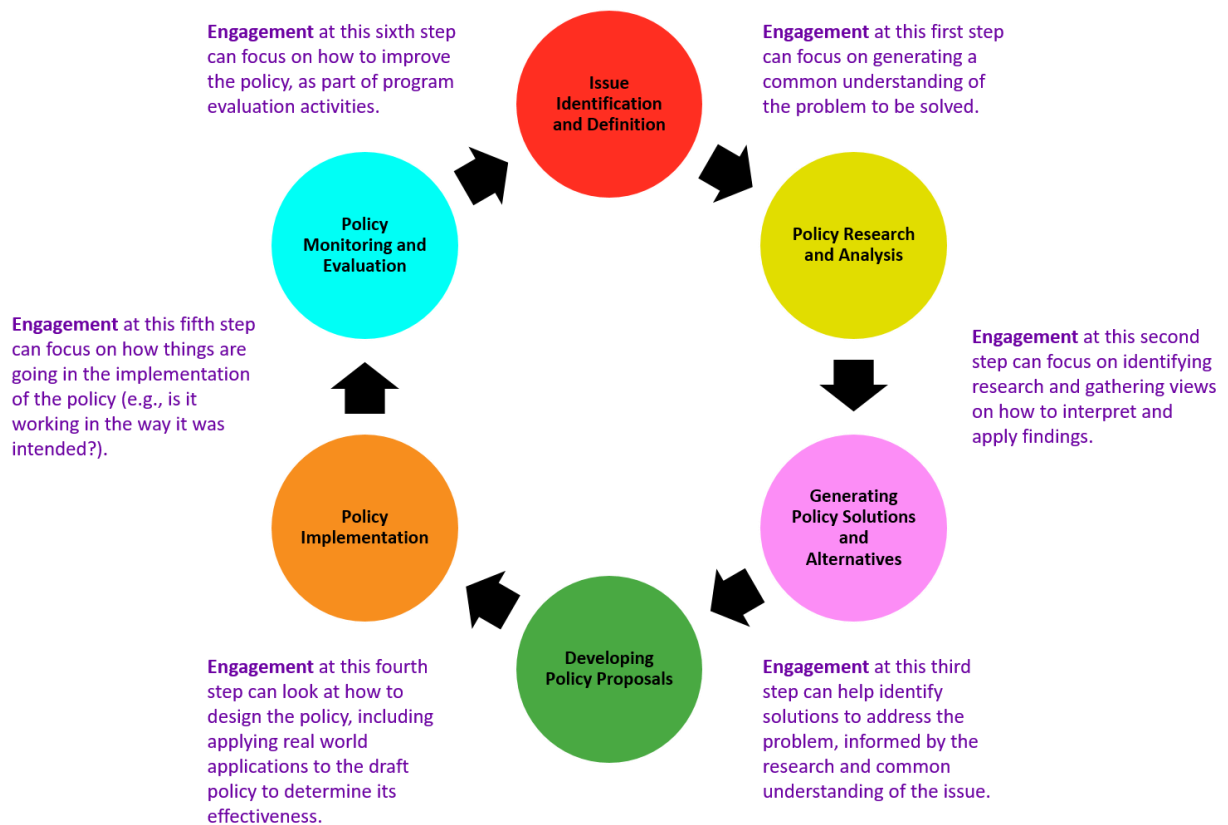 Issue
Identification
and Definition
Engagement at this first step
can focus on generating a
common understanding of
the problem to be solved.
Policy Research
and Analysis
Engagement at this second
step can focus on identifying
research and gathering views
on how to interpret and
apply findings.
Generating
Policy Solutions
and
Alternatives
Engagement at this third
step can help identify
solutions to address the
problem, informed by the
research and common
understanding of the issue.
Developing
Policy Proposals
Engagement at this fourth
step can look at how to
design the policy, including
applying real world
applications to the draft
policy to determine its
effectiveness.
Policy
Implementation
Engagement at this fifth step
can focus on how things are
going in the implementation
of the policy (e.g., is it
working in the way it was
intended?).
Policy
Monitoring and
Evaluation
Engagement at this sixth step
can focus on how to improve
the policy, as part of program
evaluation activities.